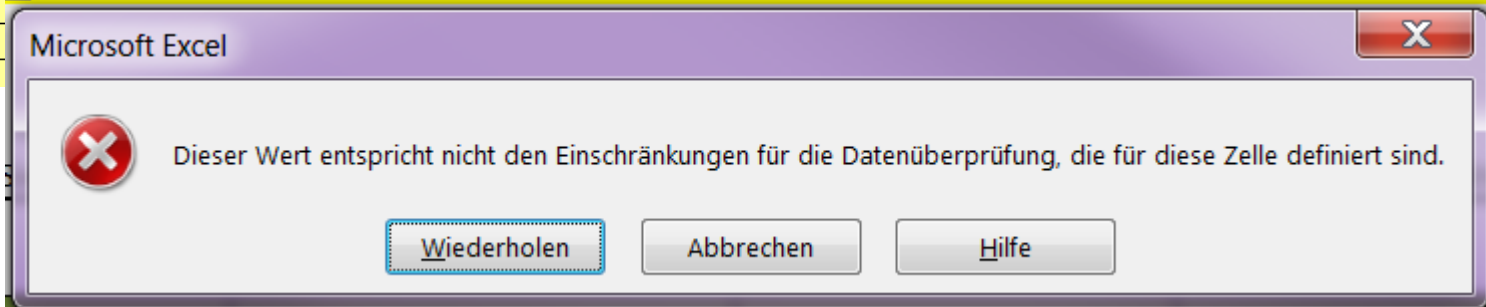 Microsoft Excel
Dieser Wert entspricht nicht den Einschränkungen für die Datenüberprüfung, die für diese Zelle definiert sind.
Wiederholen Abbrechen Hilfe